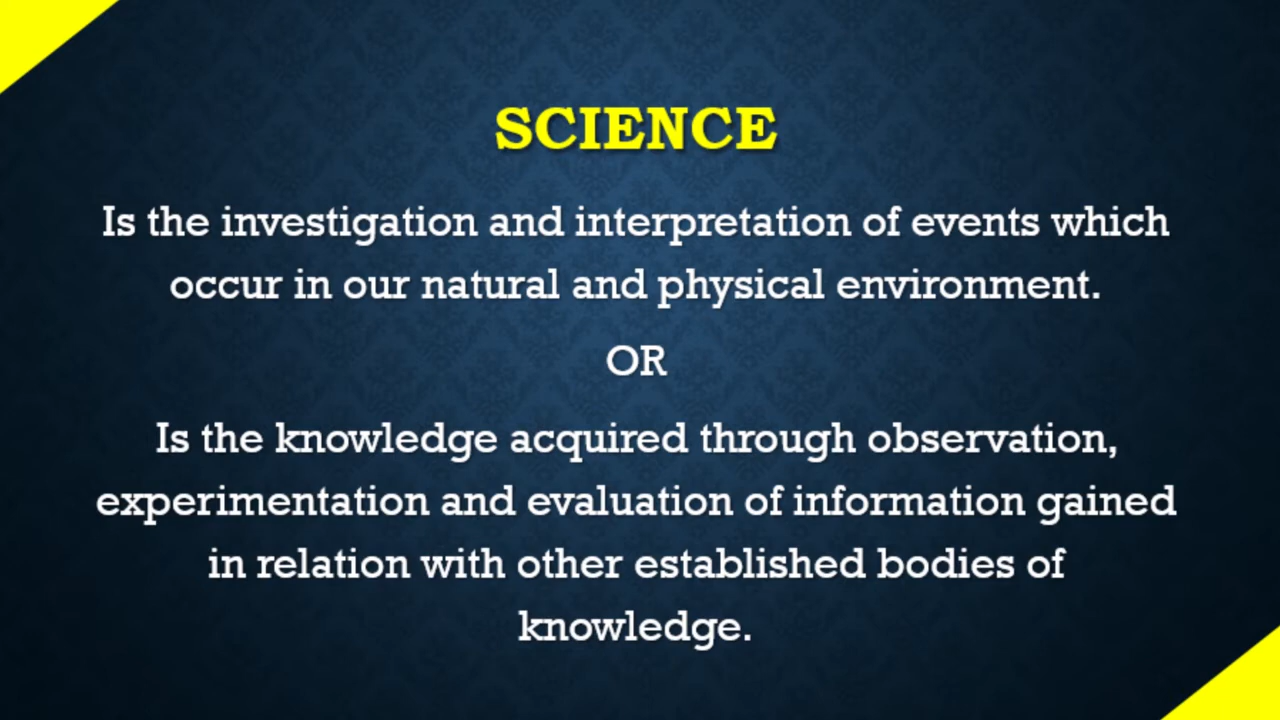 SCIENCE
Is the investigation and interpretation of events which
occur in our natural and physical environment.
OR
Is the knowledge acquired through observation,
experimentation and evaluation of information gained
in relation with other established bodies of
knowledge.